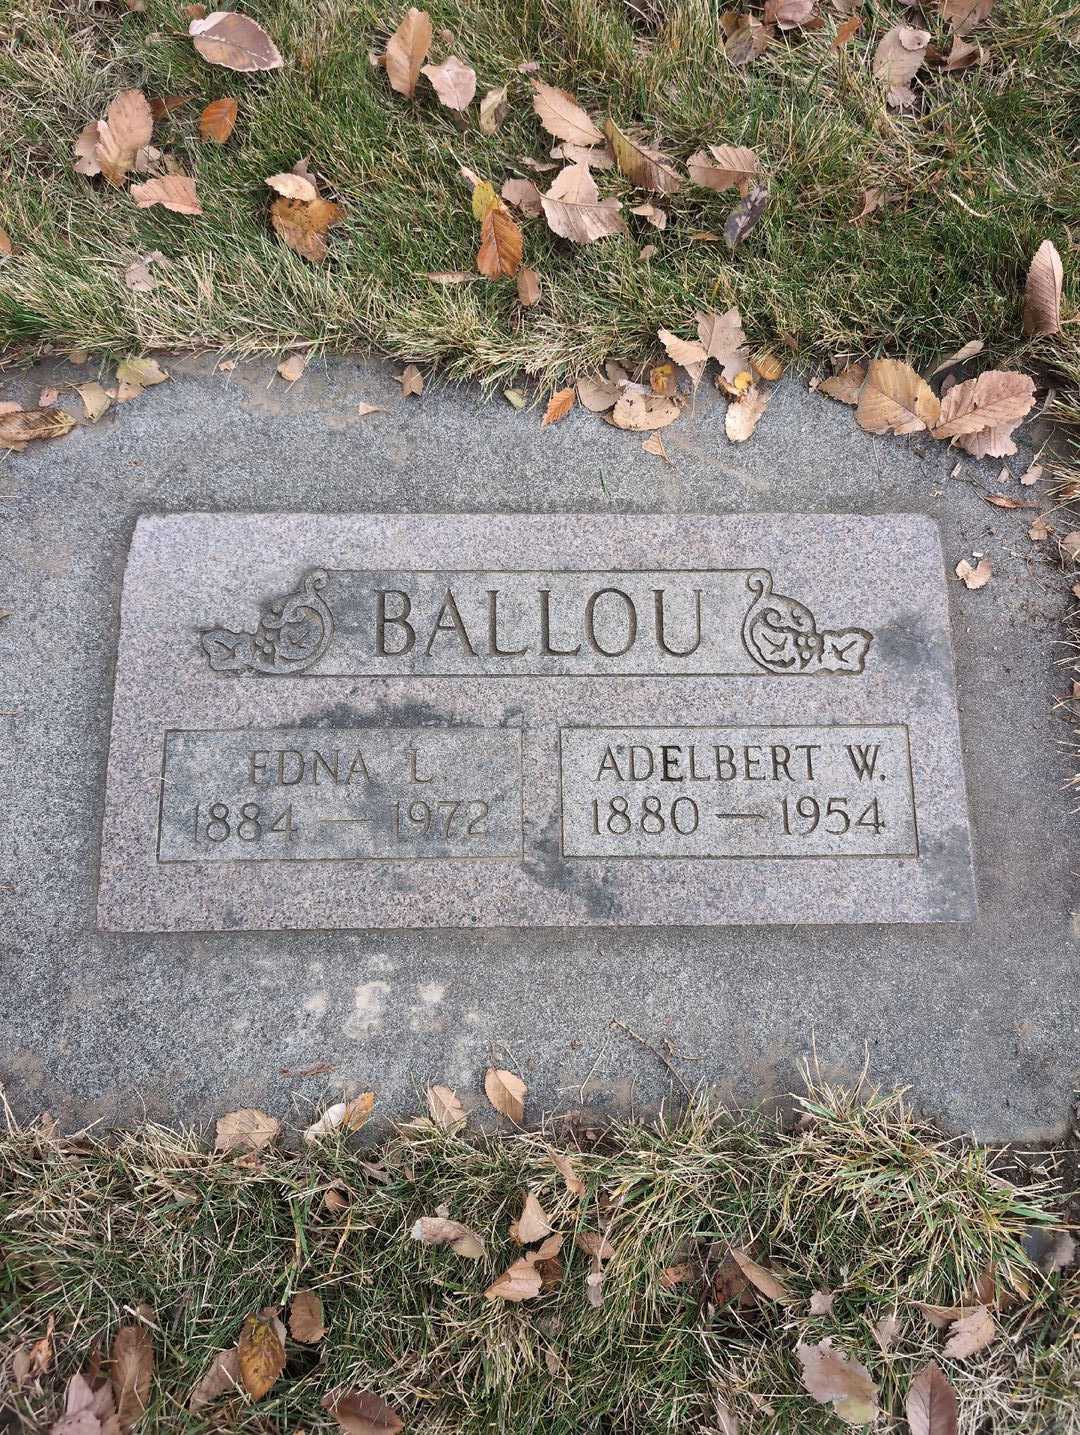 BALLOU
EDNA L.
1884 — 1972
ADELBERT W.
1880 — 1954